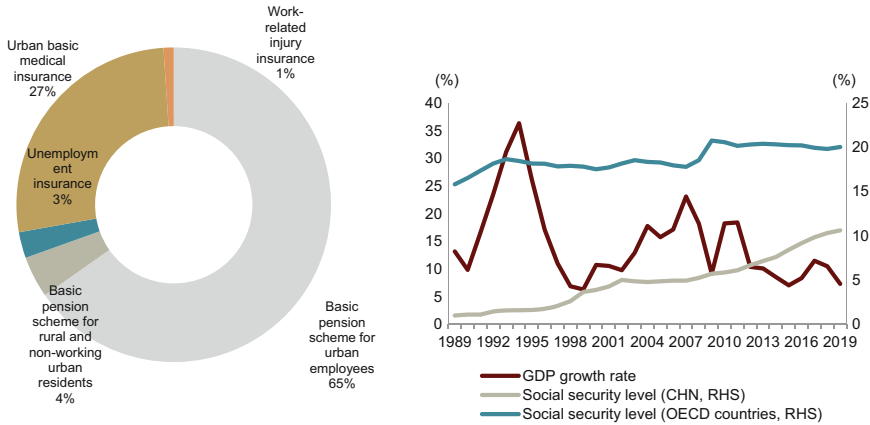 Work-
related
injury
insurance
1%
Urban basic
medical
insurance
27%
Unemploym
ent
insurance
3%
Basic
pension
scheme for
rural and
non-working
urban
residents
4%
Basic
pension
scheme for
urban
employees
65%
(%)
(%)
40
35
30
25
20
15
10
5
0
25
20
15
10
5
0
1989 1992 1995 1998 2001 2004 2007 2010 2013 2016 2019
GDP growth rate
Social security level (CHN, RHS)
Social security level (OECD countries, RHS)